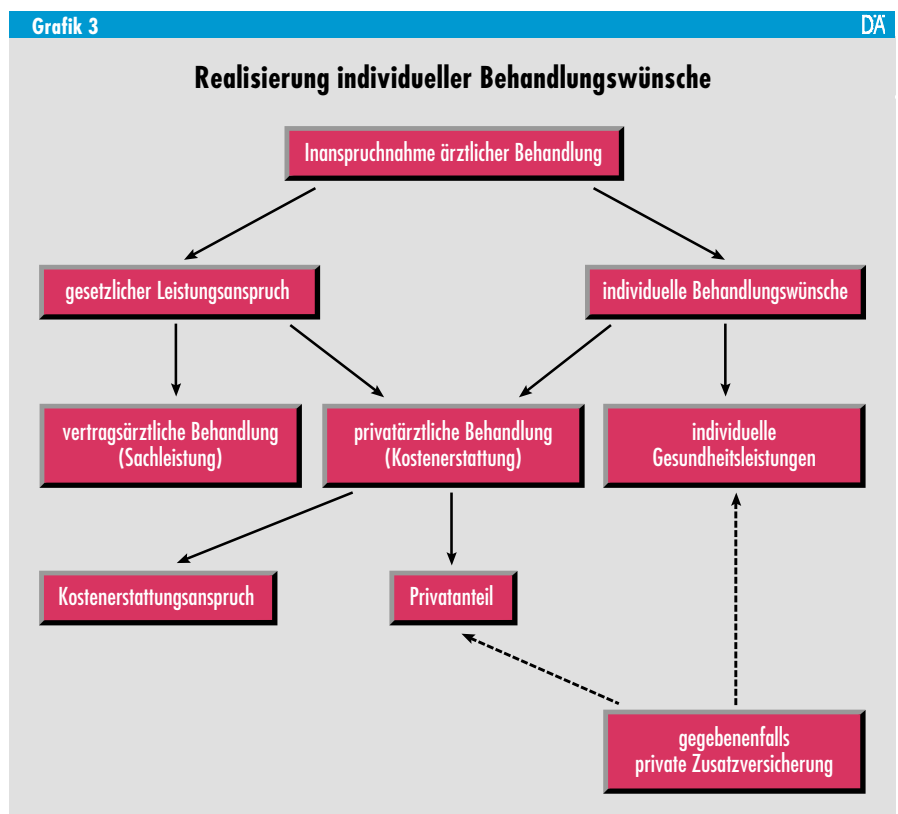 Grafik 3
DÄ
Realisierung individueller Behandlungswünsche
Inanspruchnahme ärztlicher Behandlung
gesetzlicher Leistungsanspruch
individuelle Behandlungswünsche
vertragsärztliche Behandlung
(Sachleistung)
privatärztliche Behandlung
(Kostenerstattung)
individuelle
Gesundheitsleistungen
Kostenerstattungsanspruch
Privatanteil
gegebenenfalls
private Zusatzversicherung